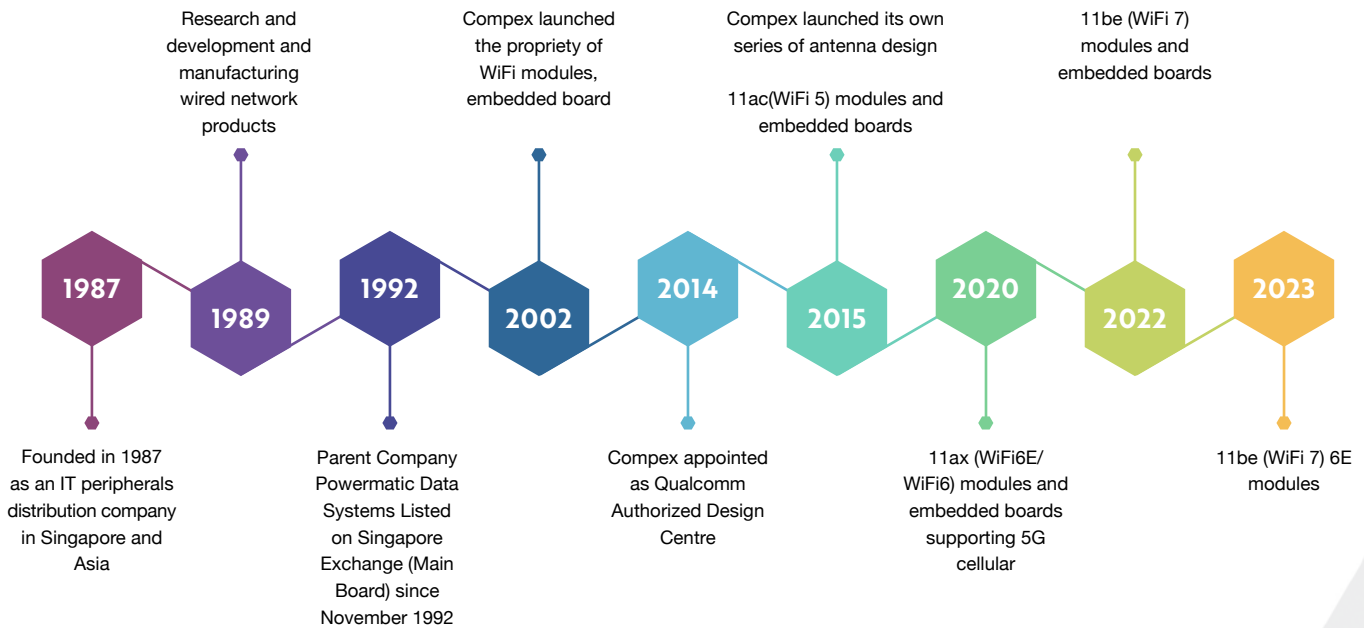 Research and
development and
manufacturing
wired network
products
Compex launched
the propriety of
WiFi modules,
embedded board
Compex launched its own
series of antenna design
11ac(WiFi 5) modules and
embedded boards
11be (WiFi 7)
modules and
embedded boards
1987
1989
1992
2002
2014
2015
2020
2022
2023
Founded in 1987
as an IT peripherals
distribution company
in Singapore and
Asia
Parent Company
Powermatic Data
Systems Listed
on Singapore
Exchange (Main
Board) since
November 1992
Compex appointed
as Qualcomm
Authorized Design
Centre
11ax (WiFi6E/
WiFi6) modules and
embedded boards
supporting 5G
cellular
11be (WiFi 7) 6E
modules